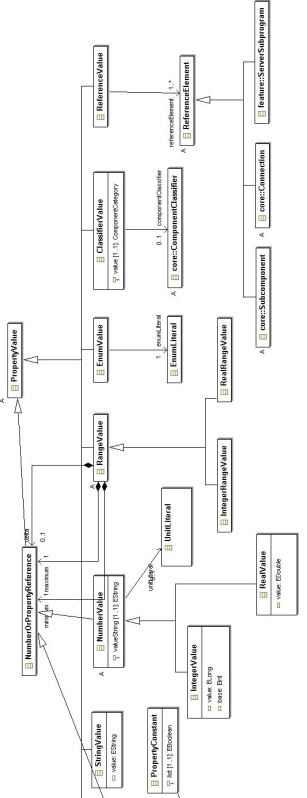 A
PropertyValue
NumberOrPropertyReference
StringValue
value: EString
A
NumberValue
valueString [1..1]: EString
A
RangeValue
EnumValue
ClassifierValue
value [1..1]: ComponentCategory
ReferenceValue
delta
0..1
1
maximum
1
minimum
unitLiteral
1
enumLiteral
0..1
componentClassifier
referenceElement
1..*
PropertyConstant
list [1..1]: EBoolean
UnitLiteral
EnumLiteral
A
core::ComponentClassifier
A
ReferenceElement
IntegerValue
value: ELong
base: EInt
RealValue
value: EDouble
IntegerRangeValue
RealRangeValue
A
core::Subcomponent
A
core::Connection
feature::ServerSubprogram